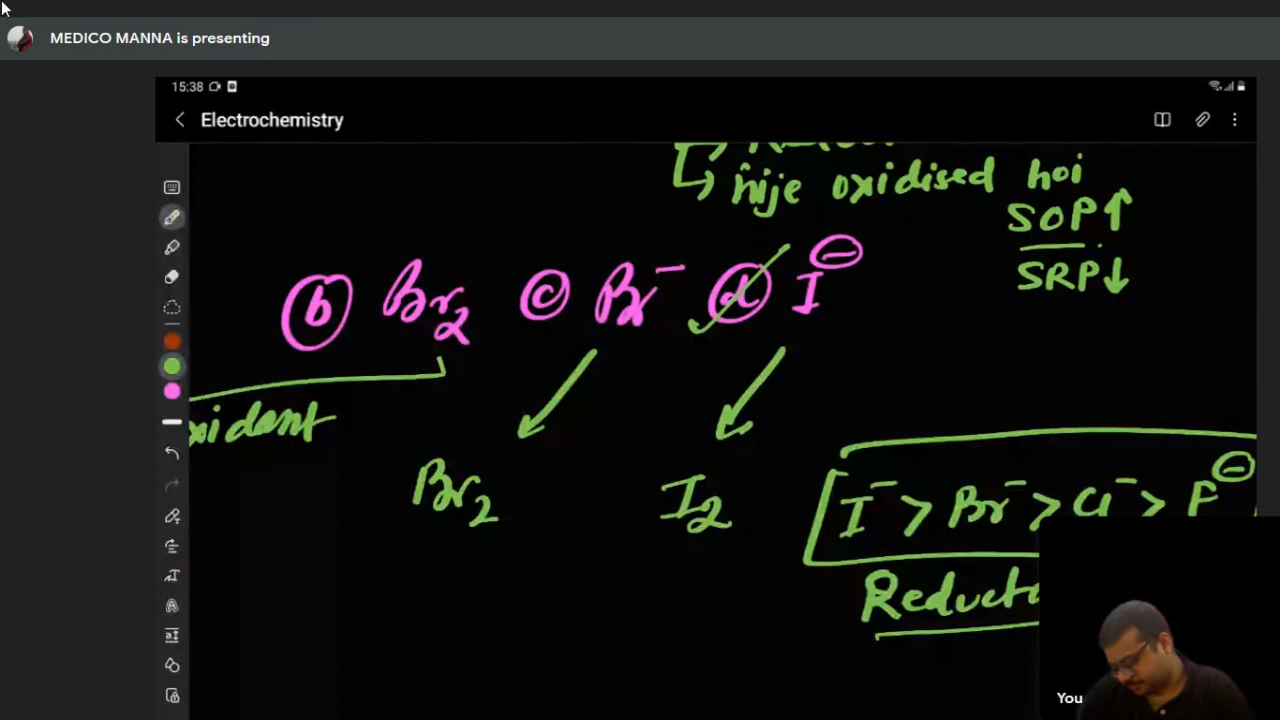 MEDICO MANNA is presenting
15:38
Electrochemistry
nije oxidised hoi
SOP↑
SRP↓
(b) Br₂ (c) Br⁻ (d) I⁻
xidant
Br₂ I₂ [I⁻ > Br⁻ > Cl⁻ > F⁻
Reducta
You